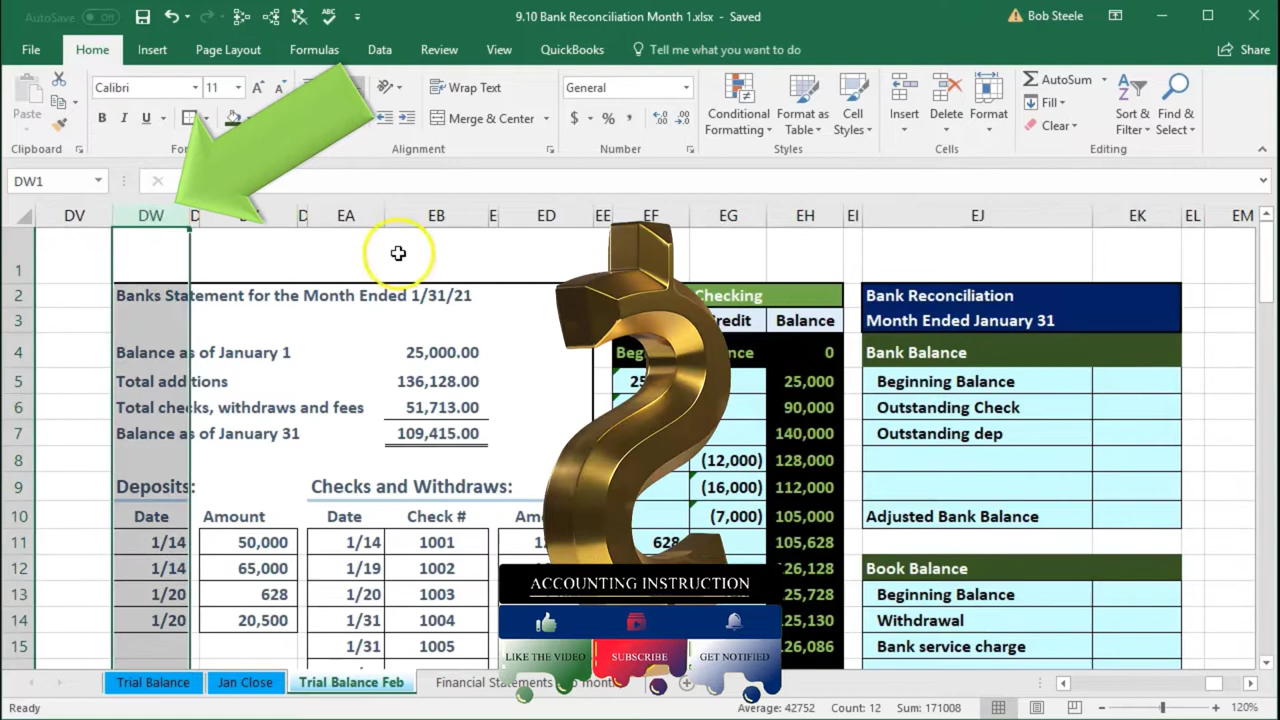 AutoSave Off 9.10 Bank Reconciliation Month 1.xlsx - Saved Bob Steele
File Home Insert Page Layout Formulas Data Review View QuickBooks Tell me what you want to do Share
Paste Calibri 11 Wrap Text General Conditional Formatting Format as Table Cell Styles Insert Delete Format AutoSum Sort & Filter Find & Select
B I U Merge & Center $ % Fill Clear
Clipboard Alignment Number Styles Cells Editing
DW1
DV DW EA EB E ED EE EF EG EH EI EJ EK EL EM
1
2 Banks Statement for the Month Ended 1/31/21 Checking Bank Reconciliation
3 Balance Month Ended January 31
4 Balance as of January 1 25,000.00 0 Bank Balance
5 Total additions 136,128.00 25,000 Beginning Balance
6 Total checks, withdraws and fees 51,713.00 90,000 Outstanding Check
7 Balance as of January 31 109,415.00 140,000 Outstanding dep
8 (12,000) 128,000
9 Deposits: Checks and Withdraws: (16,000) 112,000
10 Date Amount Date Check # (7,000) 105,000 Adjusted Bank Balance
11 1/14 50,000 1/14 1001 628 105,628
12 1/14 65,000 1/19 1002 26,128 Book Balance
13 1/20 628 1/20 1003 25,728 Beginning Balance
14 1/20 20,500 1/31 1004 25,130 Withdrawal
15 1/31 1005 26,086 Bank service charge
ACCOUNTING INSTRUCTION
LIKE THE VIDEO SUBSCRIBE GET NOTIFIED
Trial Balance Jan Close Trial Balance Feb Financial Statements
Ready Average: 42752 Count: 12 Sum: 171008 120%